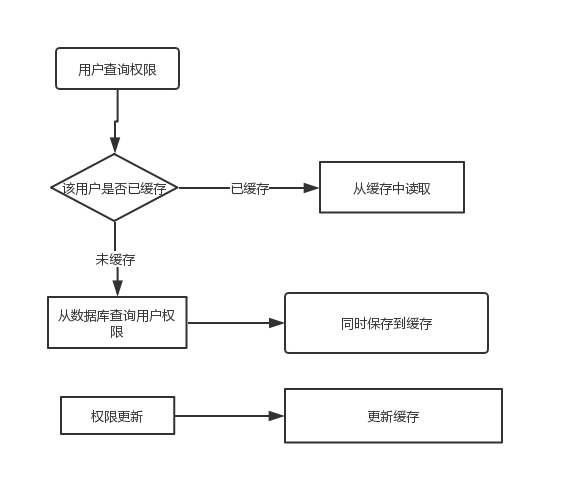 用户查询权限
该用户是否已缓存
已缓存
从缓存中读取
未缓存
从数据库查询用户权
限
同时保存到缓存
权限更新
更新缓存